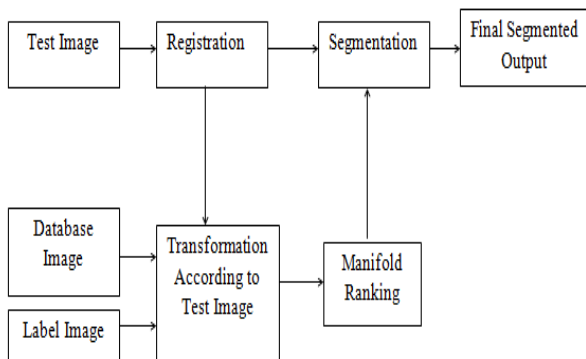 Test Image
Registration
Segmentation
Final Segmented
Output
Database
Image
Label Image
Transformation
According to
Test Image
Manifold
Ranking